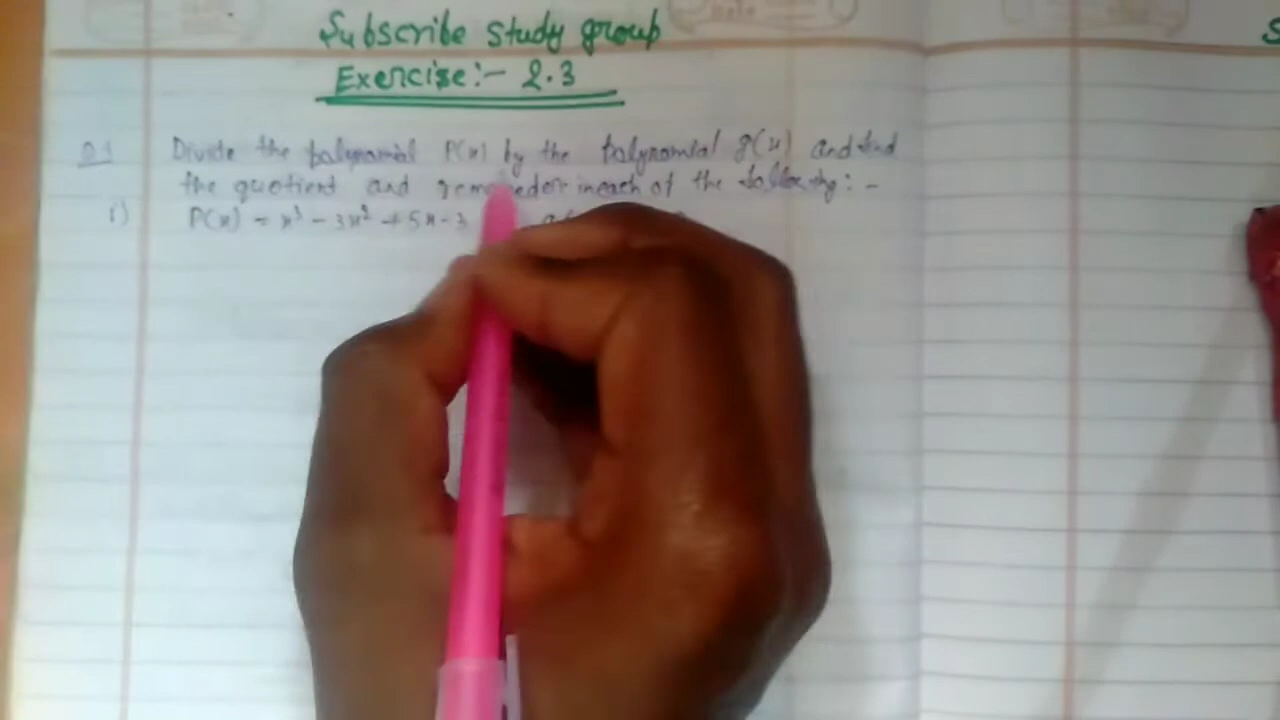 Subscribe study group
Exercise:- 2.3
Q1 Divide the polynomial P(x) by the polynomial g(x) and find
the quotient and in each of the following:-
i) P(x) = x³ - 3x² + 5x - 3